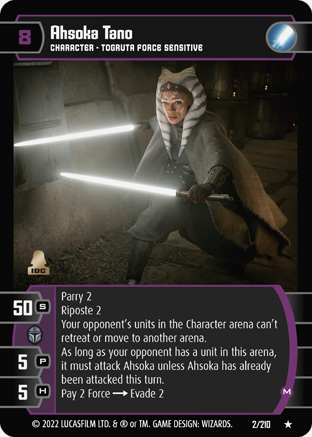 8 Ahsoka Tano
CHARACTER - TOGRUTA FORCE SENSITIVE
IDC
50 S
5 P
5 H
Parry 2
Riposte 2
Your opponent's units in the Character arena can't
retreat or move to another arena.
As long as your opponent has a unit in this arena,
it must attack Ahsoka unless Ahsoka has already
been attacked this turn.
Pay 2 Force → Evade 2
M
© 2022 LUCASFILM LTD. & ® or TM. GAME DESIGN: WIZARDS. 2/210 ★